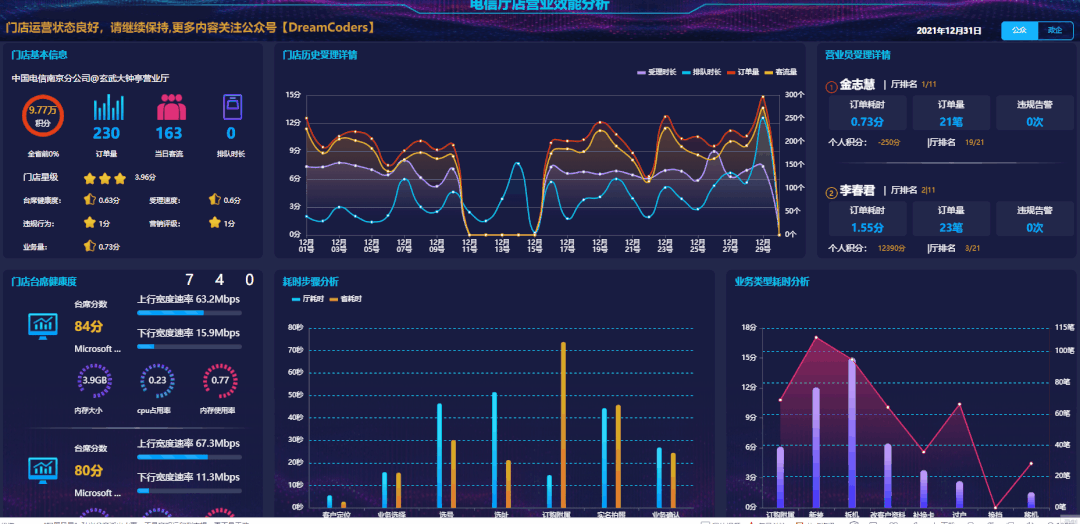 电信厅店营业效能分析
门店运营状态良好，请继续保持,更多内容关注公众号【DreamCoders】
2021年12月31日
公众 政企
门店基本信息
中国电信南京分公司@玄武大钟亭营业厅
9.77万
积分
230
163
0
全省前0%
订单量
当日客流
排队时长
门店星级 3.96分
台席健康度: 0.63分 受理速度: 0.6分
违规行为: 1分 营销评级: 1分
业务量: 0.73分
门店历史受理详情
受理时长 排队时长 订单量 客流量
15分
12分
9分
6分
3分
0分
300个
250个
200个
150个
100个
50个
0个
12月01号 12月03号 12月05号 12月07号 12月09号 12月11号 12月13号 12月15号 12月17号 12月19号 12月21号 12月23号 12月25号 12月27号 12月29号
营业员受理详情
1 金志慧 | 厅排名 1/11
订单耗时 订单量 违规告警
0.73分 21笔 0次
个人积分: -250分 |厅排名 19/21
2 李春君 | 厅排名 2|11
订单耗时 订单量 违规告警
1.55分 23笔 0次
个人积分: 12390分 |厅排名 3/21
门店台席健康度
7 4 0
台席分数
84分
Microsoft ...
上行宽度速率 63.2Mbps
下行宽度速率 15.9Mbps
3.9GB
0.23
0.77
内存大小
cpu占用率
内存使用率
台席分数
80分
Microsoft ...
上行宽度速率 67.3Mbps
下行宽度速率 11.3Mbps
耗时步骤分析
厅耗时 省耗时
80秒
70秒
60秒
50秒
40秒
30秒
20秒
10秒
0秒
客户定位 业务选择 选号 选址 订购附属 实名拍照 业务确认
业务类型耗时分析
18分
15分
12分
9分
6分
3分
0分
115笔
100笔
80笔
60笔
40笔
20笔
0笔
订购附属 新装 拆机 改客户资料 补换卡 过户 换档 移机